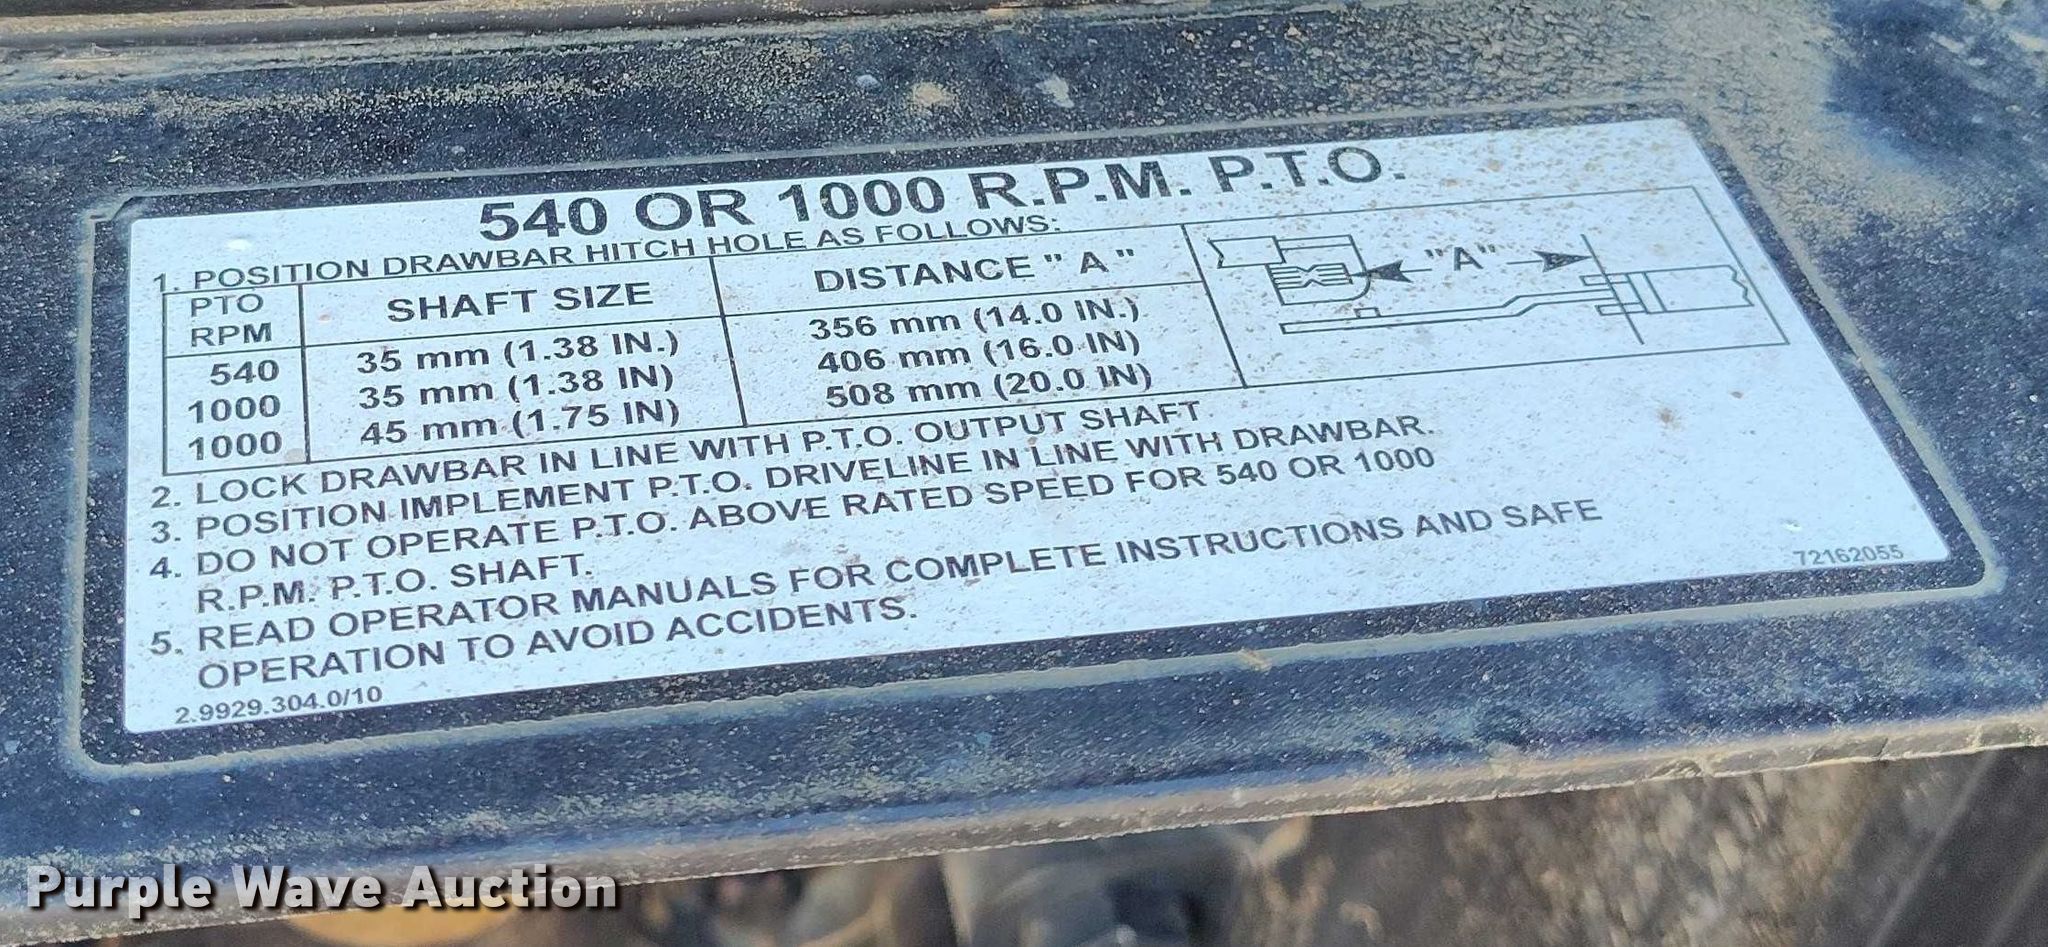 540 OR 1000 R.P.M. P.T.O.
1. POSITION DRAWBAR HITCH HOLE AS FOLLOWS:
PTO RPM SHAFT SIZE DISTANCE "A" "A"
540 35 mm (1.38 IN.) 356 mm (14.0 IN.)
1000 35 mm (1.38 IN) 406 mm (16.0 IN)
1000 45 mm (1.75 IN) 508 mm (20.0 IN)
2. LOCK DRAWBAR IN LINE WITH P.T.O. OUTPUT SHAFT
3. POSITION IMPLEMENT P.T.O. DRIVELINE IN LINE WITH DRAWBAR.
4. DO NOT OPERATE P.T.O. ABOVE RATED SPEED FOR 540 OR 1000
R.P.M. P.T.O. SHAFT.
5. READ OPERATOR MANUALS FOR COMPLETE INSTRUCTIONS AND SAFE
OPERATION TO AVOID ACCIDENTS.
2.9929.304.0/10
72162055
Purple Wave Auction